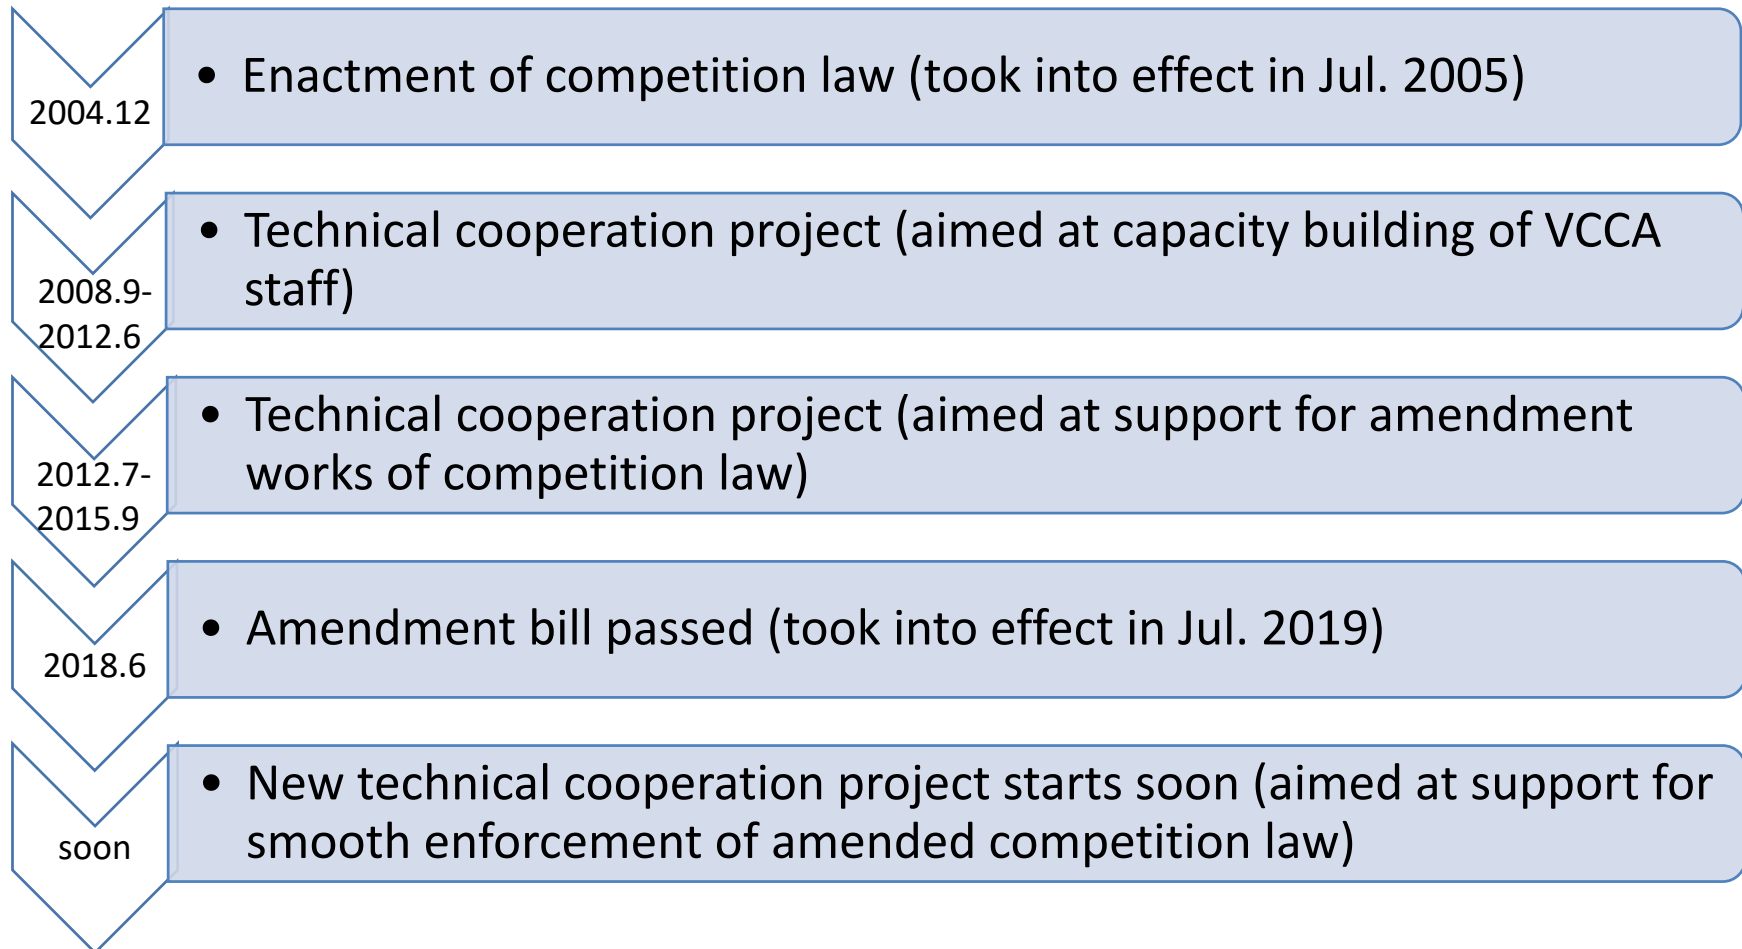 2004.12
• Enactment of competition law (took into effect in Jul. 2005)
2008.9-
2012.6
• Technical cooperation project (aimed at capacity building of VCCA
staff)
2012.7-
2015.9
• Technical cooperation project (aimed at support for amendment
works of competition law)
2018.6
• Amendment bill passed (took into effect in Jul. 2019)
soon
• New technical cooperation project starts soon (aimed at support for
smooth enforcement of amended competition law)